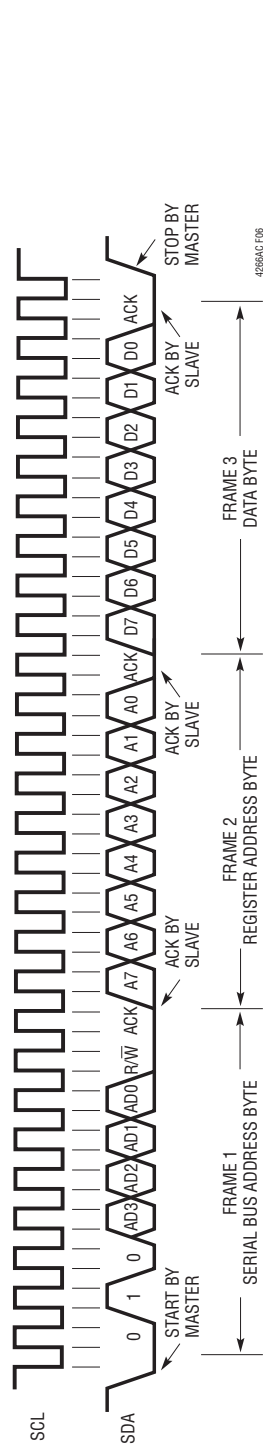 SCL
SDA 0 1 0 AD3 AD2 AD1 AD0 R/W̅ ACK A7 A6 A5 A4 A3 A2 A1 A0 ACK D7 D6 D5 D4 D3 D2 D1 D0 ACK
START BY
MASTER
ACK BY
SLAVE
ACK BY
SLAVE
ACK BY
SLAVE
STOP BY
MASTER
FRAME 1
SERIAL BUS ADDRESS BYTE
FRAME 2
REGISTER ADDRESS BYTE
FRAME 3
DATA BYTE
4266AC F06